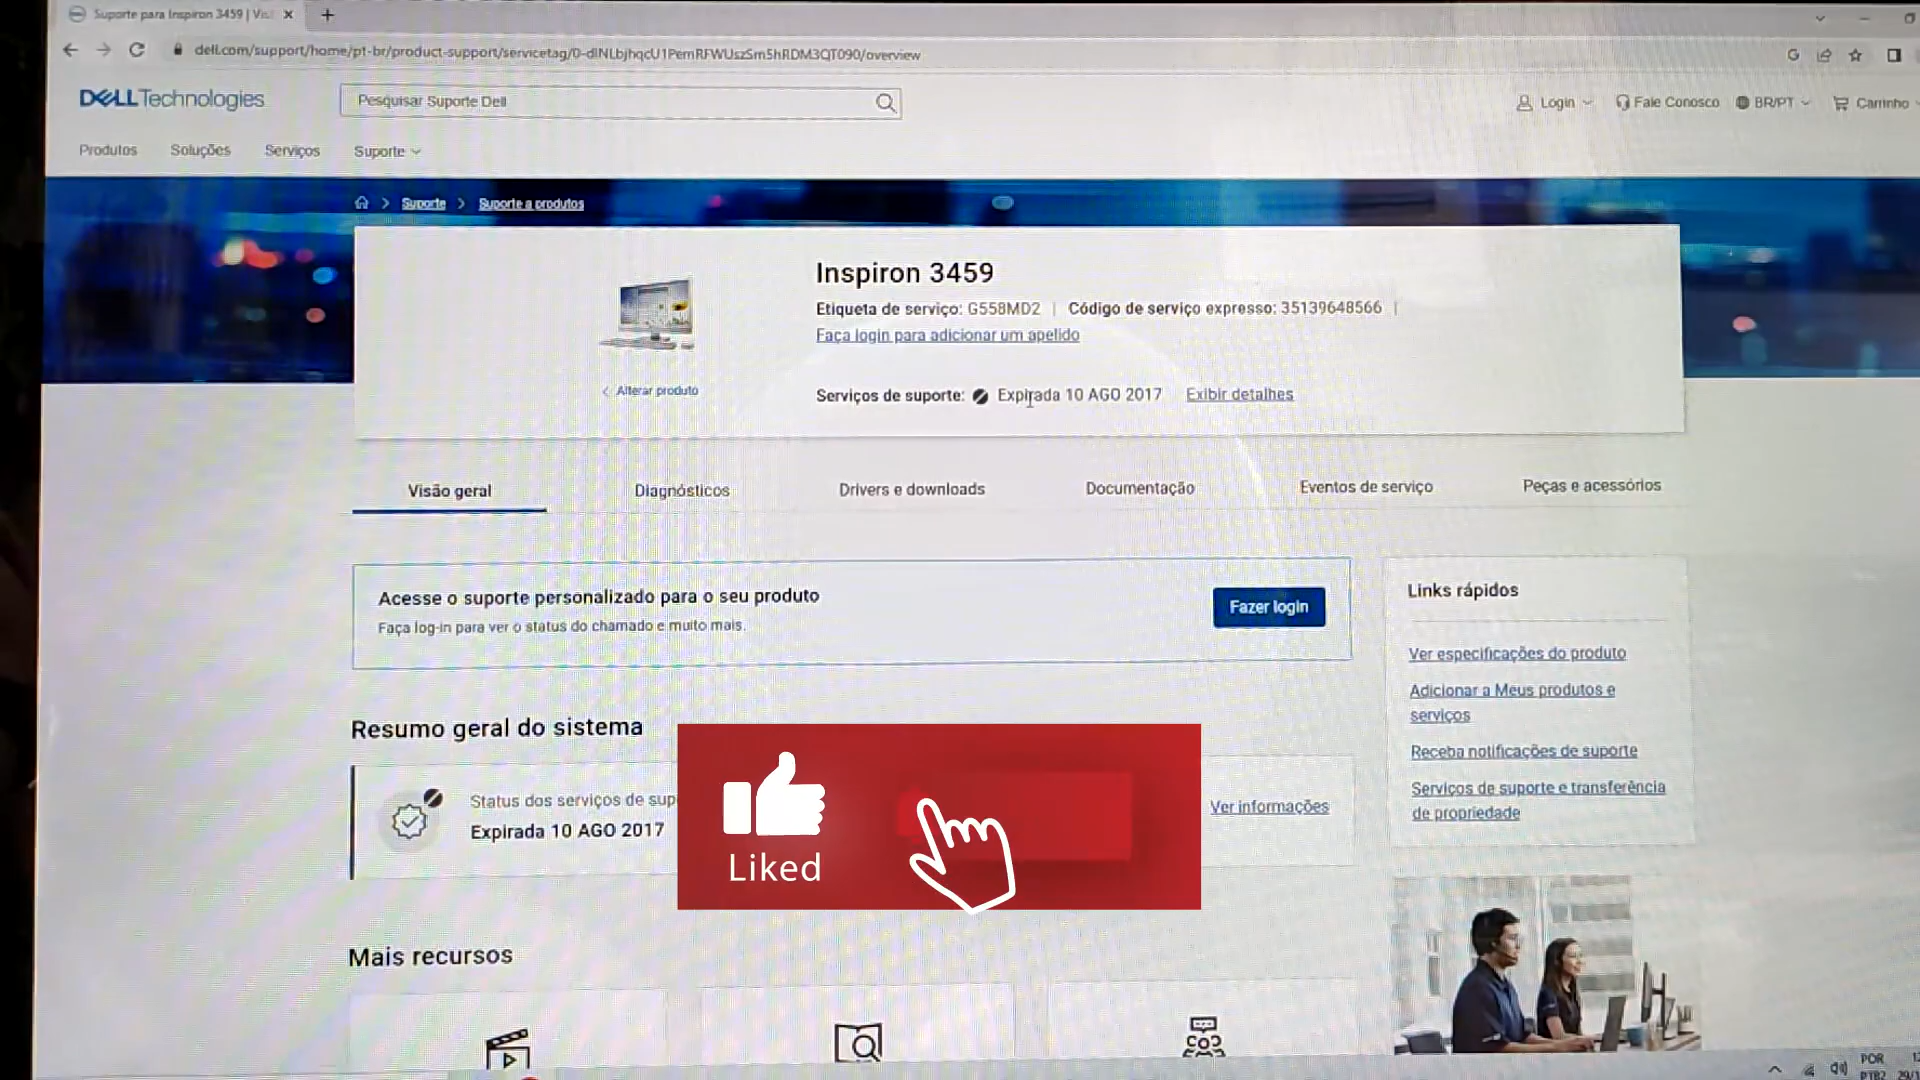 Suporte para Inspiron 3459 | Vis
dell.com/support/home/pt-br/product-support/servicetag/0-dlNLbjhqcU1PemRFWUszSm5hRDM3QT090/overview
DELL Technologies
Pesquisar Suporte Dell
Login
Fale Conosco
BR/PT
Carrinho
Produtos
Soluções
Serviços
Suporte
Suporte
Suporte a produtos
Inspiron 3459
Etiqueta de serviço: G558MD2 | Código de serviço expresso: 35139648566 |
Faça login para adicionar um apelido
Alterar produto
Serviços de suporte: Expirada 10 AGO 2017 Exibir detalhes
Visão geral
Diagnósticos
Drivers e downloads
Documentação
Eventos de serviço
Peças e acessórios
Acesse o suporte personalizado para o seu produto
Faça log-in para ver o status do chamado e muito mais.
Fazer login
Links rápidos
Ver especificações do produto
Adicionar a Meus produtos e
serviços
Receba notificações de suporte
Serviços de suporte e transferência
de propriedade
Resumo geral do sistema
Status dos serviços de sup
Expirada 10 AGO 2017
Ver informações
Liked
Mais recursos
POR
PTB2